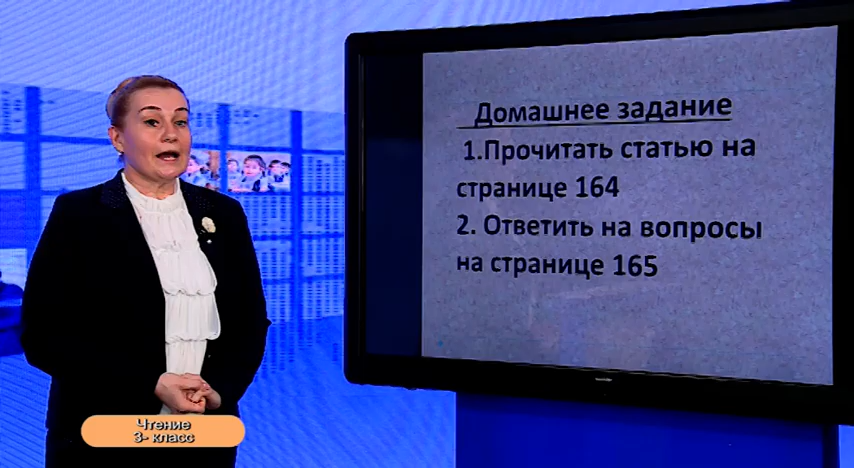 Домашнее задание
1.Прочитать статью на
странице 164
2. Ответить на вопросы
на странице 165
Чтение
3- класс